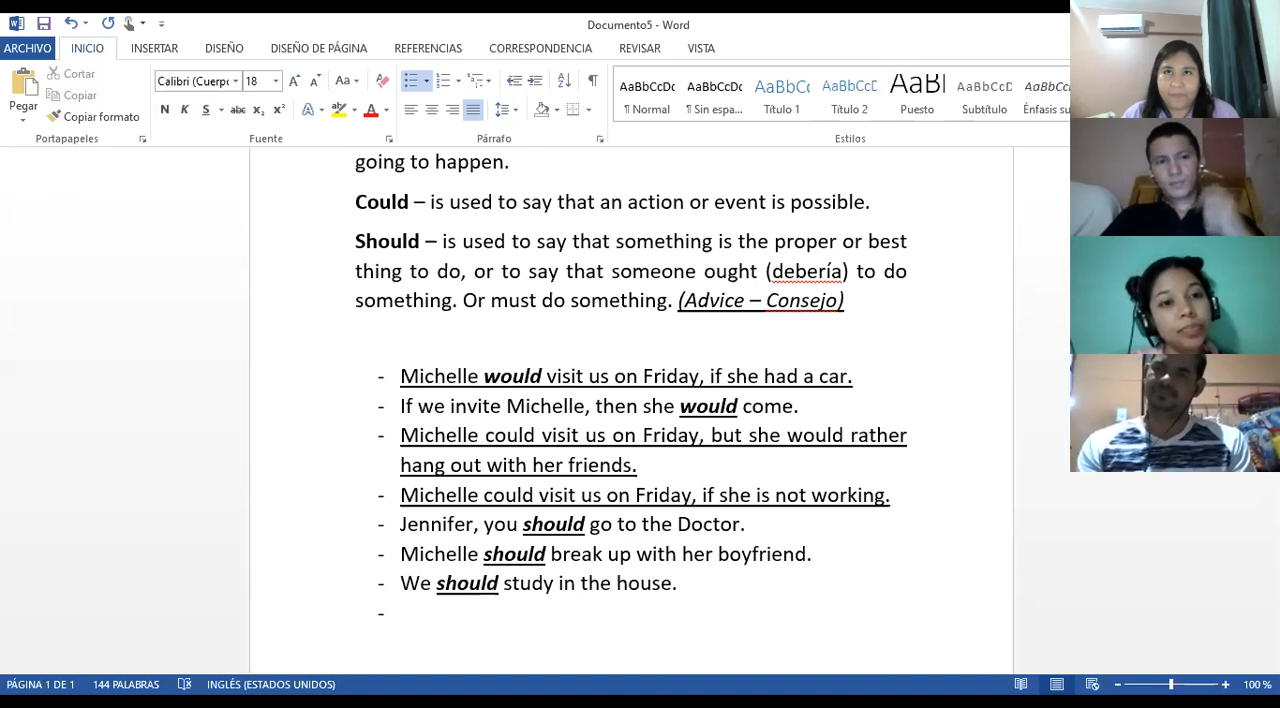 Documento5 - Word
ARCHIVO INICIO INSERTAR DISEÑO DISEÑO DE PÁGINA REFERENCIAS CORRESPONDENCIA REVISAR VISTA
Pegar
Cortar
Copiar
Copiar formato
Portapapeles
Calibri (Cuerpo 18
Fuente
Párrafo
AaBbCcDc AaBbCcDc AaBbCc AaBbCcD AaBl AaBbCcD AaBbCcDc
¶ Normal ¶ Sin espa... Título 1 Título 2 Puesto Subtítulo Énfasis su
Estilos
going to happen.
Could – is used to say that an action or event is possible.
Should – is used to say that something is the proper or best
thing to do, or to say that someone ought (debería) to do
something. Or must do something. (Advice – Consejo)
- Michelle would visit us on Friday, if she had a car.
- If we invite Michelle, then she would come.
- Michelle could visit us on Friday, but she would rather
hang out with her friends.
- Michelle could visit us on Friday, if she is not working.
- Jennifer, you should go to the Doctor.
- Michelle should break up with her boyfriend.
- We should study in the house.
-
PÁGINA 1 DE 1 144 PALABRAS INGLÉS (ESTADOS UNIDOS) 100 %